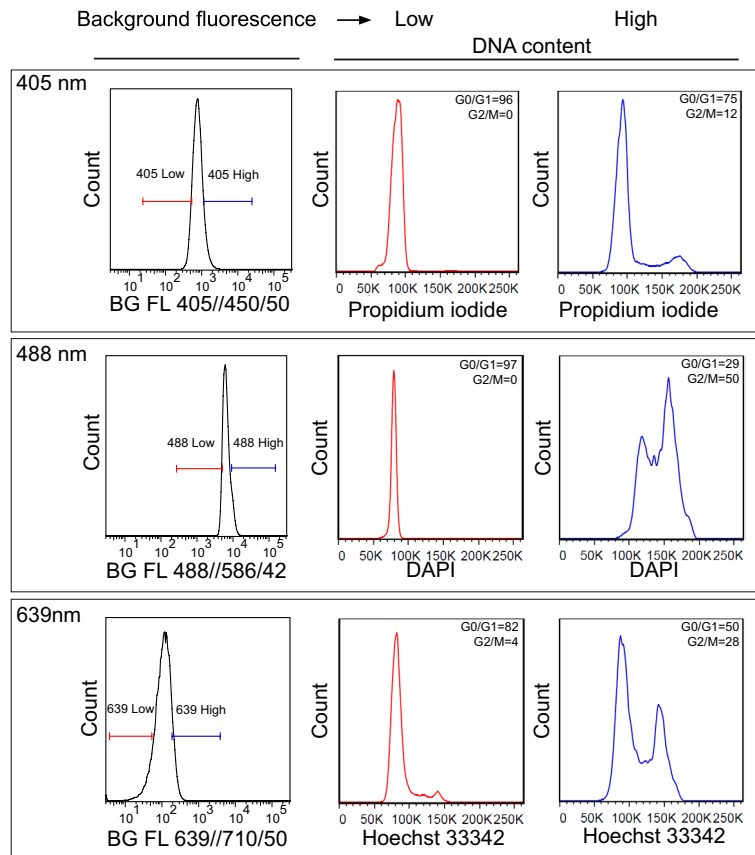 Background fluorescence → Low High
DNA content
405 nm
Count
405 Low 405 High
10^1 10^2 10^3 10^4 10^5
BG FL 405//450/50
Count
G0/G1=96
G2/M=0
0 50K 100K 150K 200K 250K
Propidium iodide
Count
G0/G1=75
G2/M=12
0 50K 100K 150K 200K 250K
Propidium iodide
488 nm
Count
488 Low 488 High
10^1 10^2 10^3 10^4 10^5
BG FL 488//586/42
Count
G0/G1=97
G2/M=0
0 50K 100K 150K 200K 250K
DAPI
Count
G0/G1=29
G2/M=50
0 50K 100K 150K 200K 250K
DAPI
639nm
Count
639 Low 639 High
10^1 10^2 10^3 10^4 10^5
BG FL 639//710/50
Count
G0/G1=82
G2/M=4
0 50K 100K 150K 200K 250K
Hoechst 33342
Count
G0/G1=50
G2/M=28
0 50K 100K 150K 200K 250K
Hoechst 33342